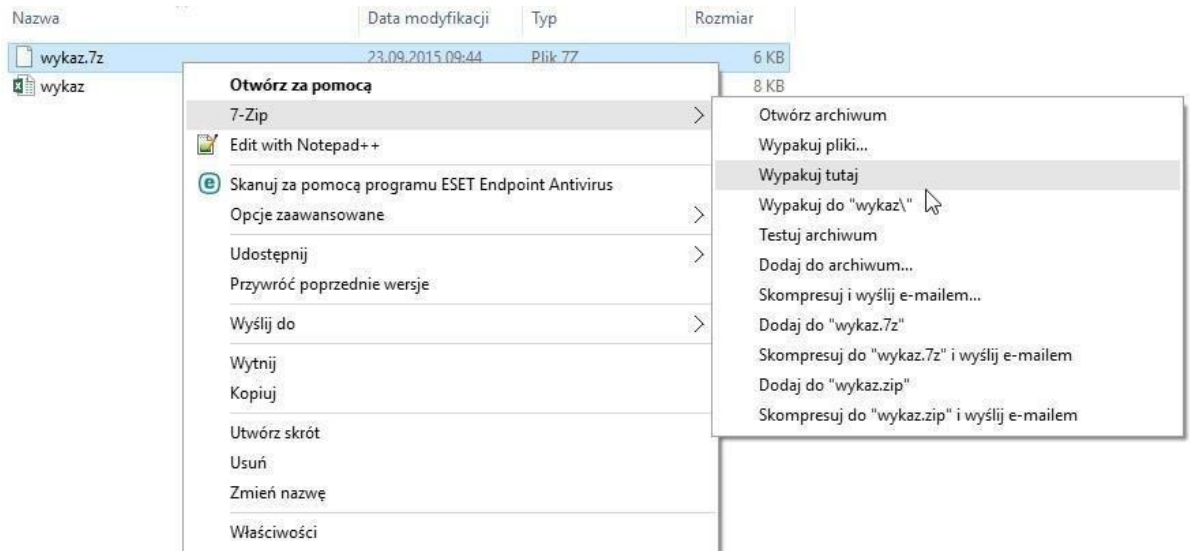 Nazwa Data modyfikacji Typ Rozmiar
wykaz.7z 23.09.2015 09:44 Plik 7Z 6 KB
wykaz 8 KB
Otwórz za pomocą
7-Zip
Edit with Notepad++
Skanuj za pomocą programu ESET Endpoint Antivirus
Opcje zaawansowane
Udostępnij
Przywróć poprzednie wersje
Wyślij do
Wytnij
Kopiuj
Utwórz skrót
Usuń
Zmień nazwę
Właściwości
Otwórz archiwum
Wypakuj pliki...
Wypakuj tutaj
Wypakuj do "wykaz\"
Testuj archiwum
Dodaj do archiwum...
Skompresuj i wyślij e-mailem...
Dodaj do "wykaz.7z"
Skompresuj do "wykaz.7z" i wyślij e-mailem
Dodaj do "wykaz.zip"
Skompresuj do "wykaz.zip" i wyślij e-mailem